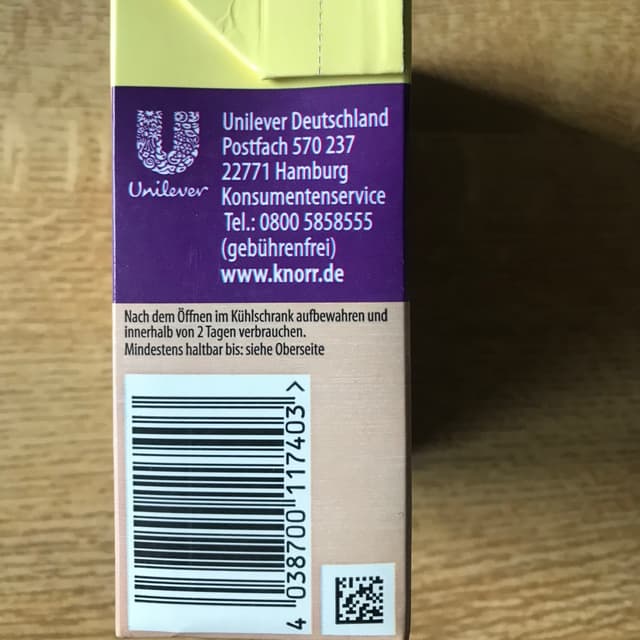 Unilever
Unilever Deutschland
Postfach 570 237
22771 Hamburg
Konsumentenservice
Tel.: 0800 5858555
(gebührenfrei)
www.knorr.de
Nach dem Öffnen im Kühlschrank aufbewahren und
innerhalb von 2 Tagen verbrauchen.
Mindestens haltbar bis: siehe Oberseite
4 038700 117403 >